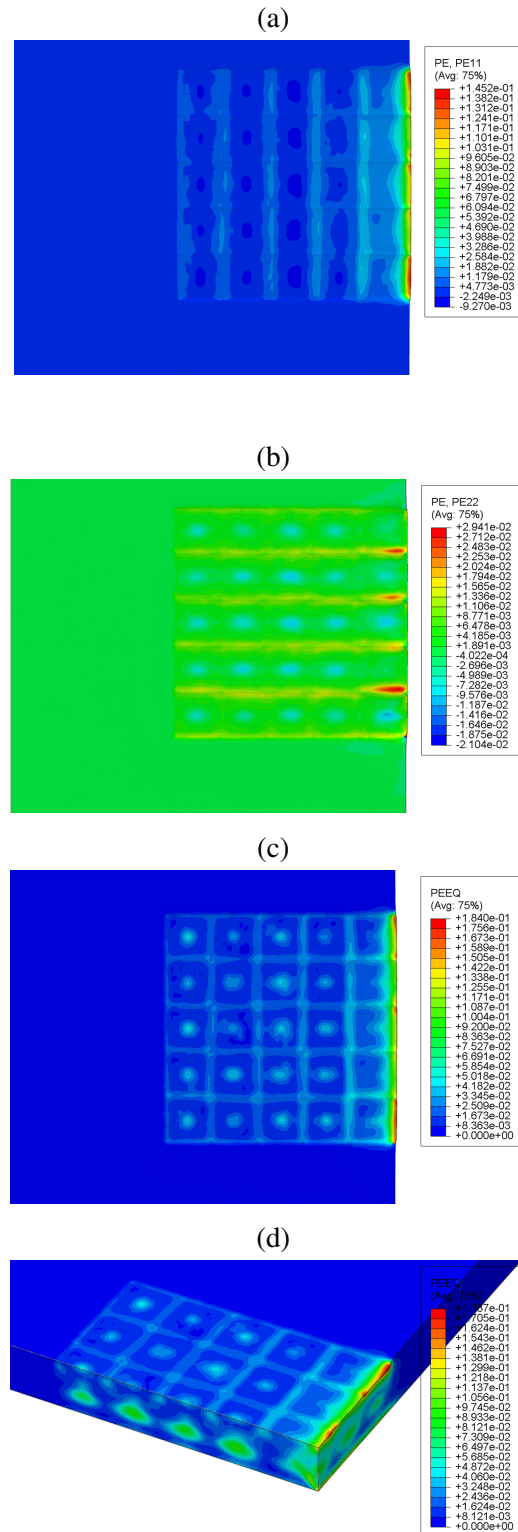 (a)
PE, PE11
(Avg: 75%)
+1.452e-01
+1.382e-01
+1.312e-01
+1.241e-01
+1.171e-01
+1.101e-01
+1.031e-01
+9.605e-02
+8.903e-02
+8.201e-02
+7.499e-02
+6.797e-02
+6.094e-02
+5.392e-02
+4.690e-02
+3.988e-02
+3.286e-02
+2.584e-02
+1.882e-02
+1.179e-02
+4.773e-03
-2.249e-03
-9.270e-03
(b)
PE, PE22
(Avg: 75%)
+2.941e-02
+2.712e-02
+2.483e-02
+2.253e-02
+2.024e-02
+1.794e-02
+1.565e-02
+1.336e-02
+1.106e-02
+8.771e-03
+6.478e-03
+4.185e-03
+1.891e-03
-4.022e-04
-2.696e-03
-4.989e-03
-7.282e-03
-9.576e-03
-1.187e-02
-1.416e-02
-1.646e-02
-1.875e-02
-2.104e-02
(c)
PEEQ
(Avg: 75%)
+1.840e-01
+1.756e-01
+1.673e-01
+1.589e-01
+1.505e-01
+1.422e-01
+1.338e-01
+1.255e-01
+1.171e-01
+1.087e-01
+1.004e-01
+9.200e-02
+8.363e-02
+7.527e-02
+6.691e-02
+5.854e-02
+5.018e-02
+4.182e-02
+3.345e-02
+2.509e-02
+1.673e-02
+8.363e-03
+0.000e+00
(d)
PEEQ
(Avg: 75%)
+1.787e-01
+1.705e-01
+1.624e-01
+1.543e-01
+1.462e-01
+1.381e-01
+1.299e-01
+1.218e-01
+1.137e-01
+1.056e-01
+9.745e-02
+8.933e-02
+8.121e-02
+7.309e-02
+6.497e-02
+5.685e-02
+4.872e-02
+4.060e-02
+3.248e-02
+2.436e-02
+1.624e-02
+8.121e-03
+0.000e+00